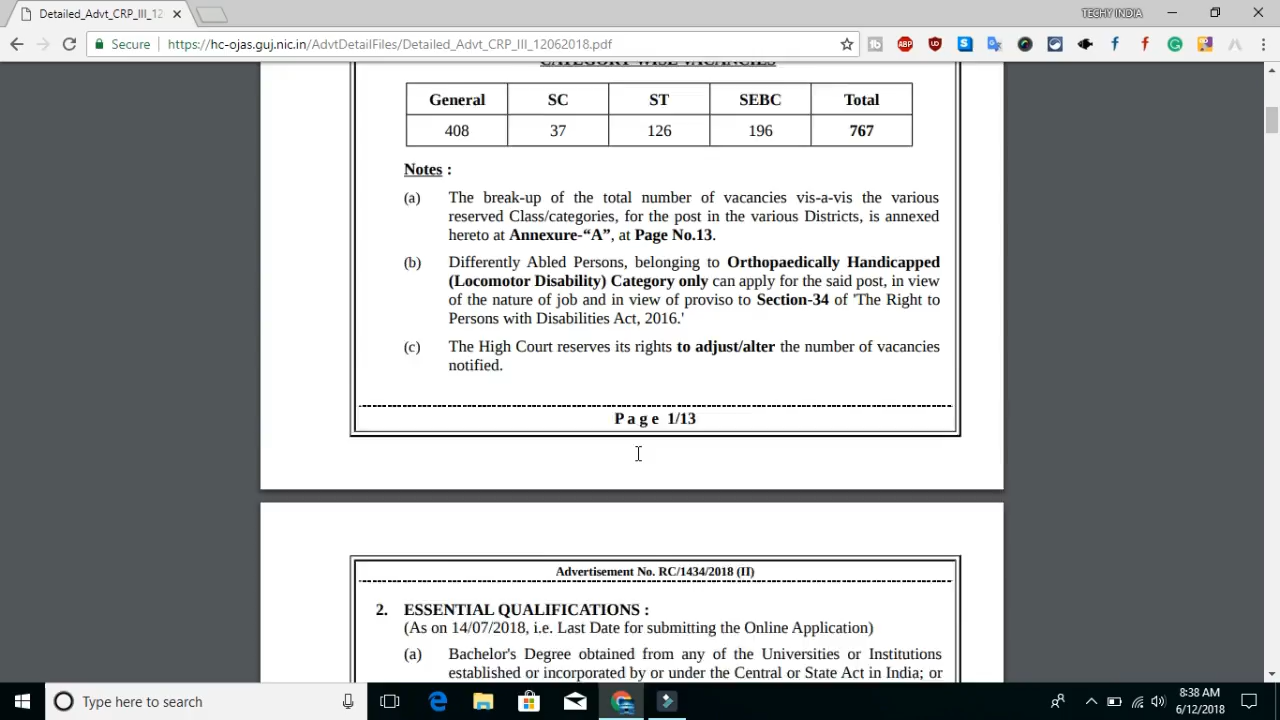 Detailed_Advt_CRP_III_12
TECHY INDIA
Secure
https://hc-ojas.guj.nic.in/AdvtDetailFiles/Detailed_Advt_CRP_III_12062018.pdf
CATEGORY WISE VACANCIES
General SC ST SEBC Total
408 37 126 196 767
Notes :
(a) The break-up of the total number of vacancies vis-a-vis the various
reserved Class/categories, for the post in the various Districts, is annexed
hereto at Annexure-“A”, at Page No.13.
(b) Differently Abled Persons, belonging to Orthopaedically Handicapped
(Locomotor Disability) Category only can apply for the said post, in view
of the nature of job and in view of proviso to Section-34 of 'The Right to
Persons with Disabilities Act, 2016.'
(c) The High Court reserves its rights to adjust/alter the number of vacancies
notified.
Page 1/13
Advertisement No. RC/1434/2018 (II)
2. ESSENTIAL QUALIFICATIONS :
(As on 14/07/2018, i.e. Last Date for submitting the Online Application)
(a) Bachelor's Degree obtained from any of the Universities or Institutions
established or incorporated by or under the Central or State Act in India; or
Type here to search
8:38 AM
6/12/2018